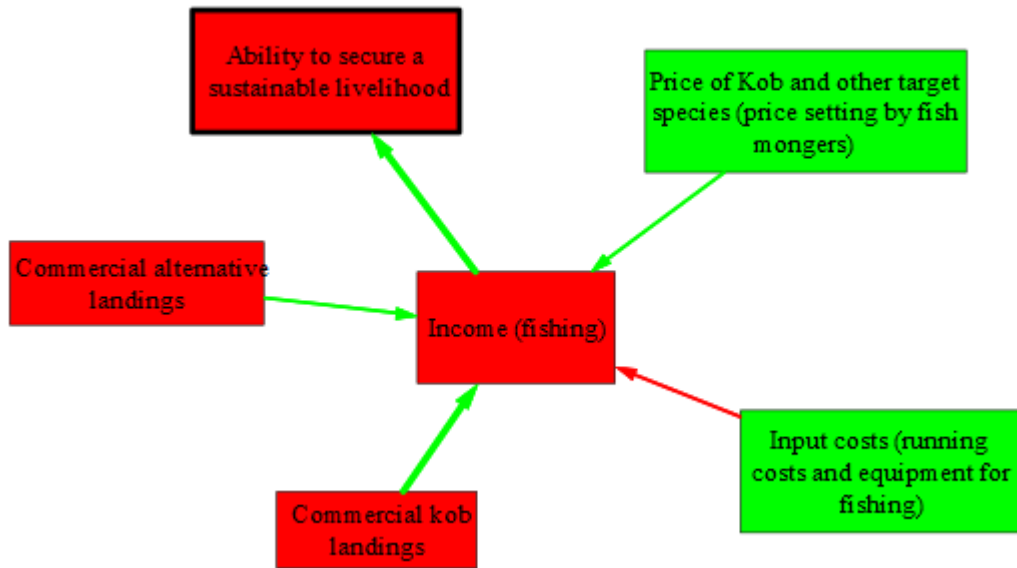 Ability to secure a
sustainable livelihood
Price of Kob and other target
species (price setting by fish
mongers)
Commercial alternative
landings
Income (fishing)
Input costs (running
costs and equipment for
fishing)
Commercial kob
landings